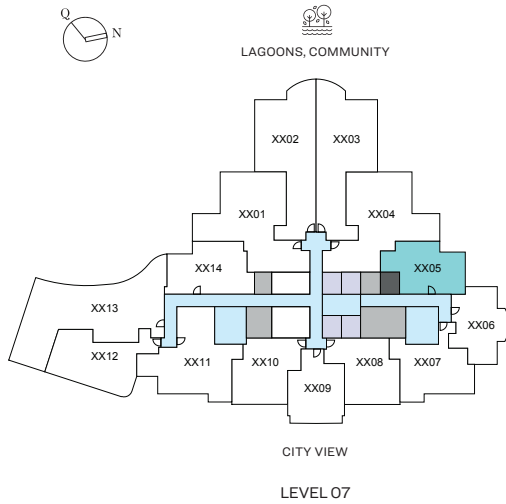 Q
N
LAGOONS, COMMUNITY
XX02
XX03
XX01
XX04
XX14
XX05
XX13
XX06
XX12
XX11
XX10
XX08
XX07
XX09
CITY VIEW
LEVEL 07